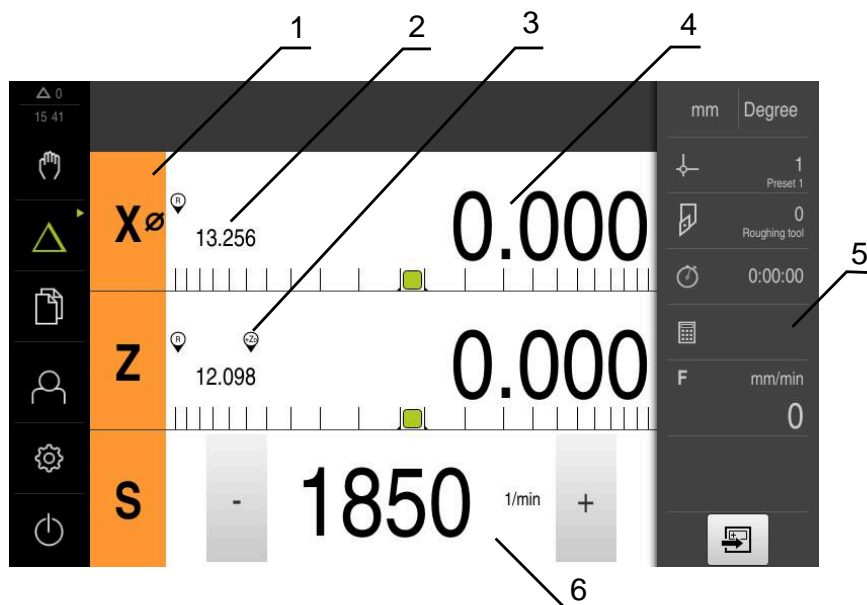 1 2 3 4
0
15 41
mm Degree
1
Preset 1
X⌀
R
13.256
0.000
0
Roughing tool
5
0:00:00
Z
R +Z₀
12.098
0.000
F mm/min
0
S
-
1850
1/min
+
6